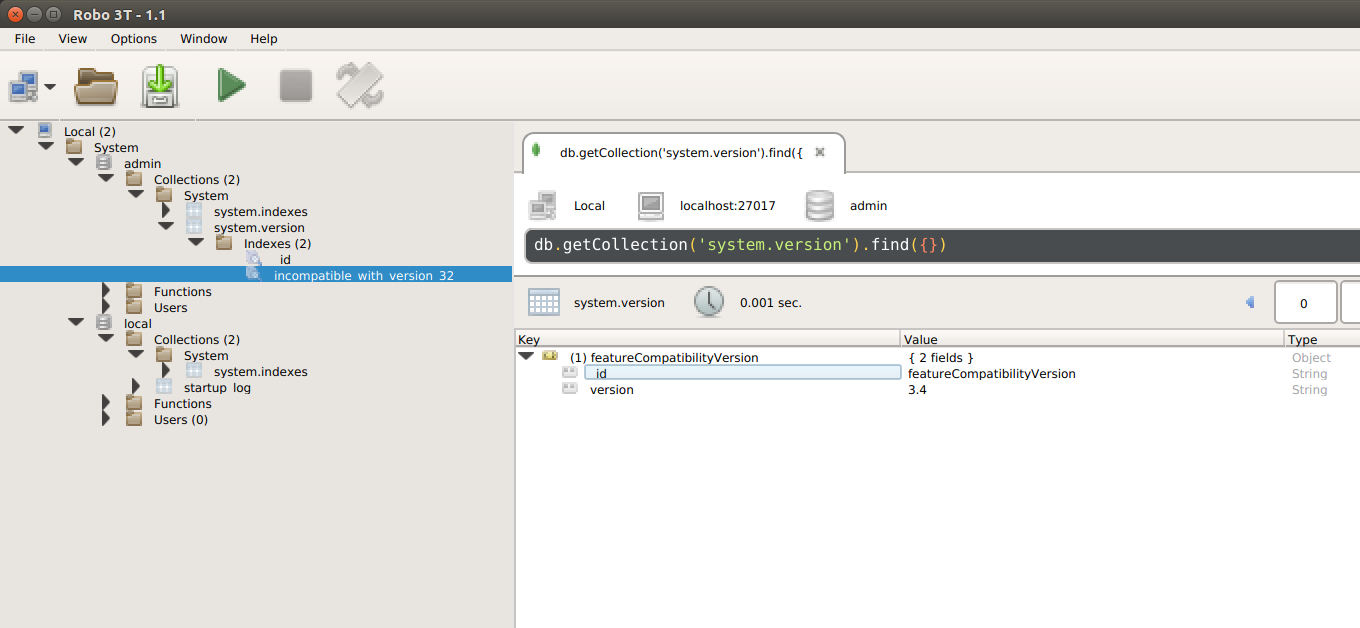 Robo 3T - 1.1
File View Options Window Help
Local (2)
System
admin
Collections (2)
System
system.indexes
system.version
Indexes (2)
_id_
incompatible_with_version_32
Functions
Users
local
Collections (2)
System
system.indexes
startup_log
Functions
Users (0)
db.getCollection('system.version').find({
Local localhost:27017 admin
db.getCollection('system.version').find({})
system.version 0.001 sec. 0
Key Value Type
(1) featureCompatibilityVersion { 2 fields } Object
_id featureCompatibilityVersion String
version 3.4 String